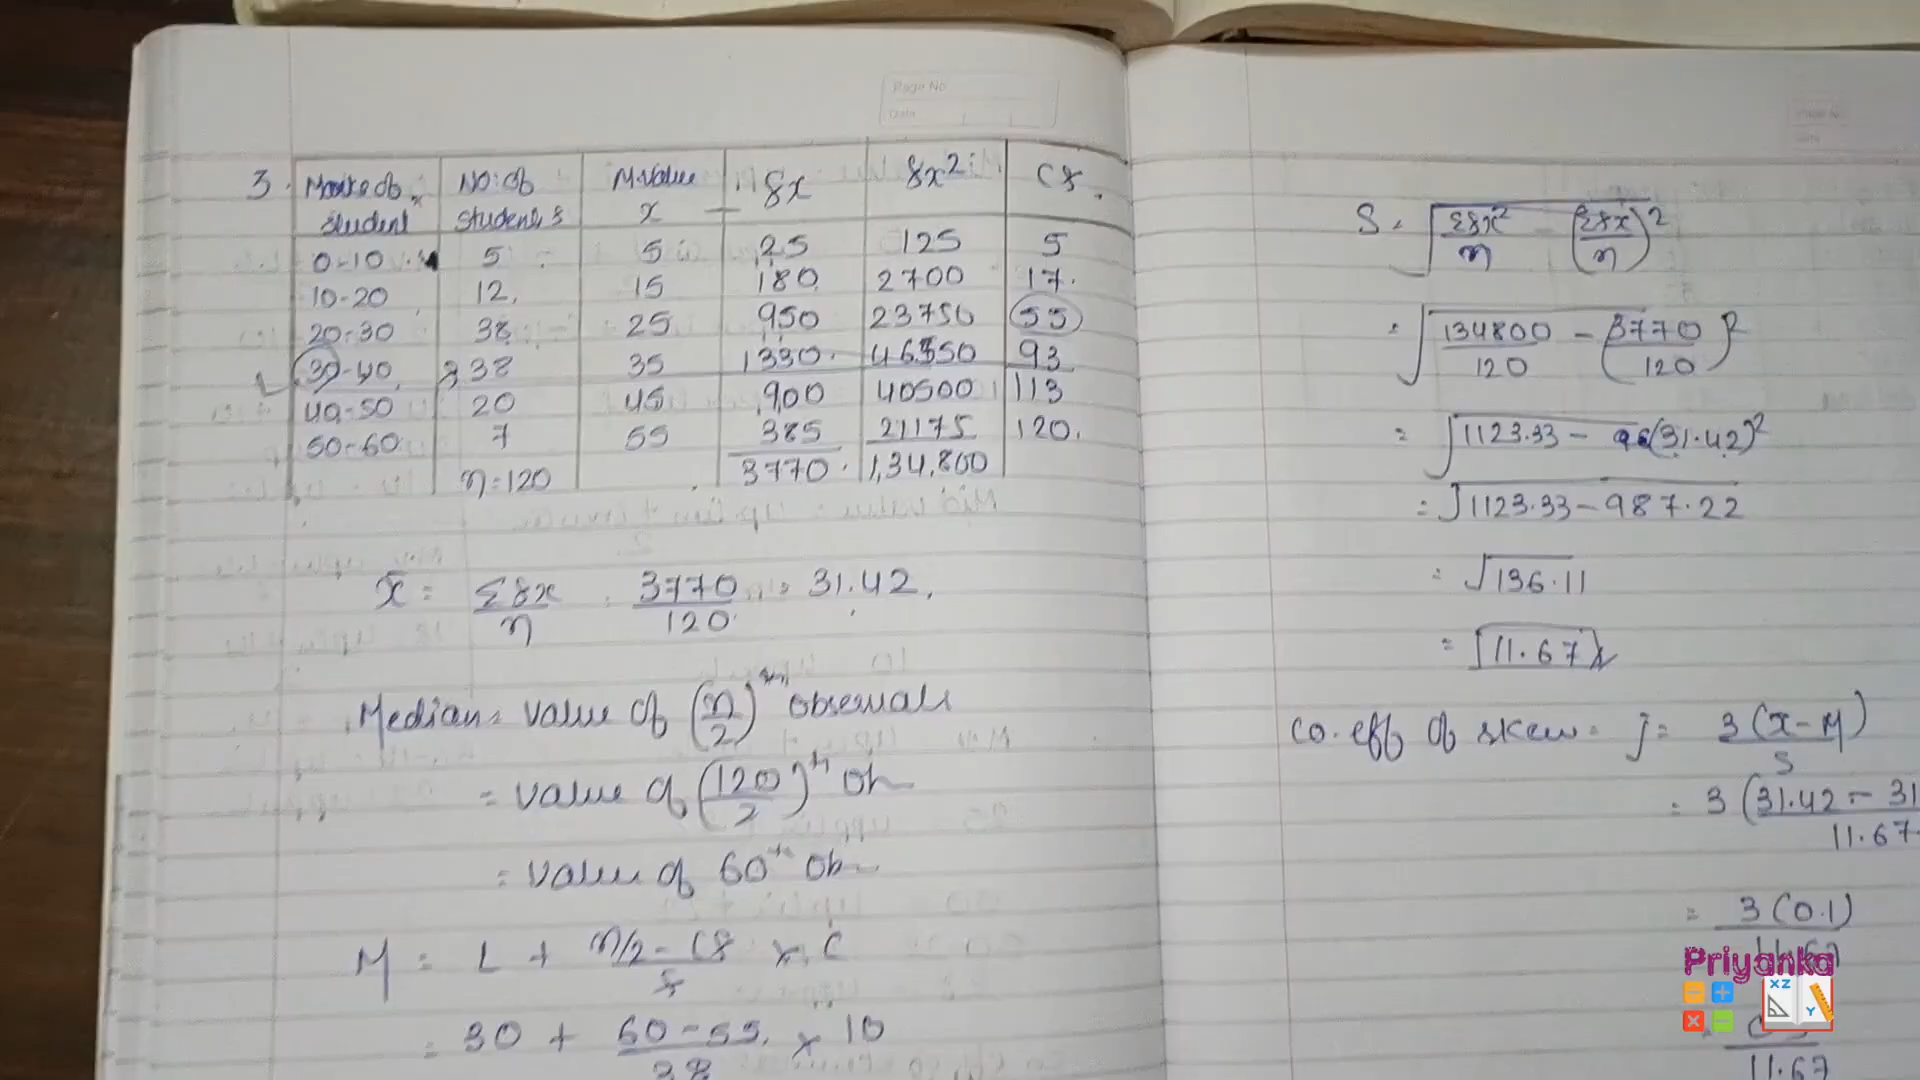 Page No
Date
3. Marks of student | No: of students f | M.value x | fx | fx² | Cf
0-10 5 5 25 125 5
10-20 12 15 180 2700 17
20-30 38 25 950 23750 55
30-40 38 35 1330 46550 93
40-50 20 45 900 40500 113
50-60 7 55 385 21175 120
n=120 3770 1,34,800
x̄ = Σfx/n = 3770/120 = 31.42
Median = value of (n/2)th
= value of (120/2)th
= value of 60th
M = L + n/2 - Cf / f × C
= 30 + 60-55 / 38 × 10
S = √Σfx²/n - (Σfx/n)²
= √134800/120 - (3770/120)²
= √1123.33 - (31.42)²
= √1123.33 - 987.22
= √136.11
= 11.67
Co.eff of skew = j = 3(x-M)/S
= 3(31.42 - 31 / 11.67
= 3(0.1)
11.67
Priyanka
XZ
Y